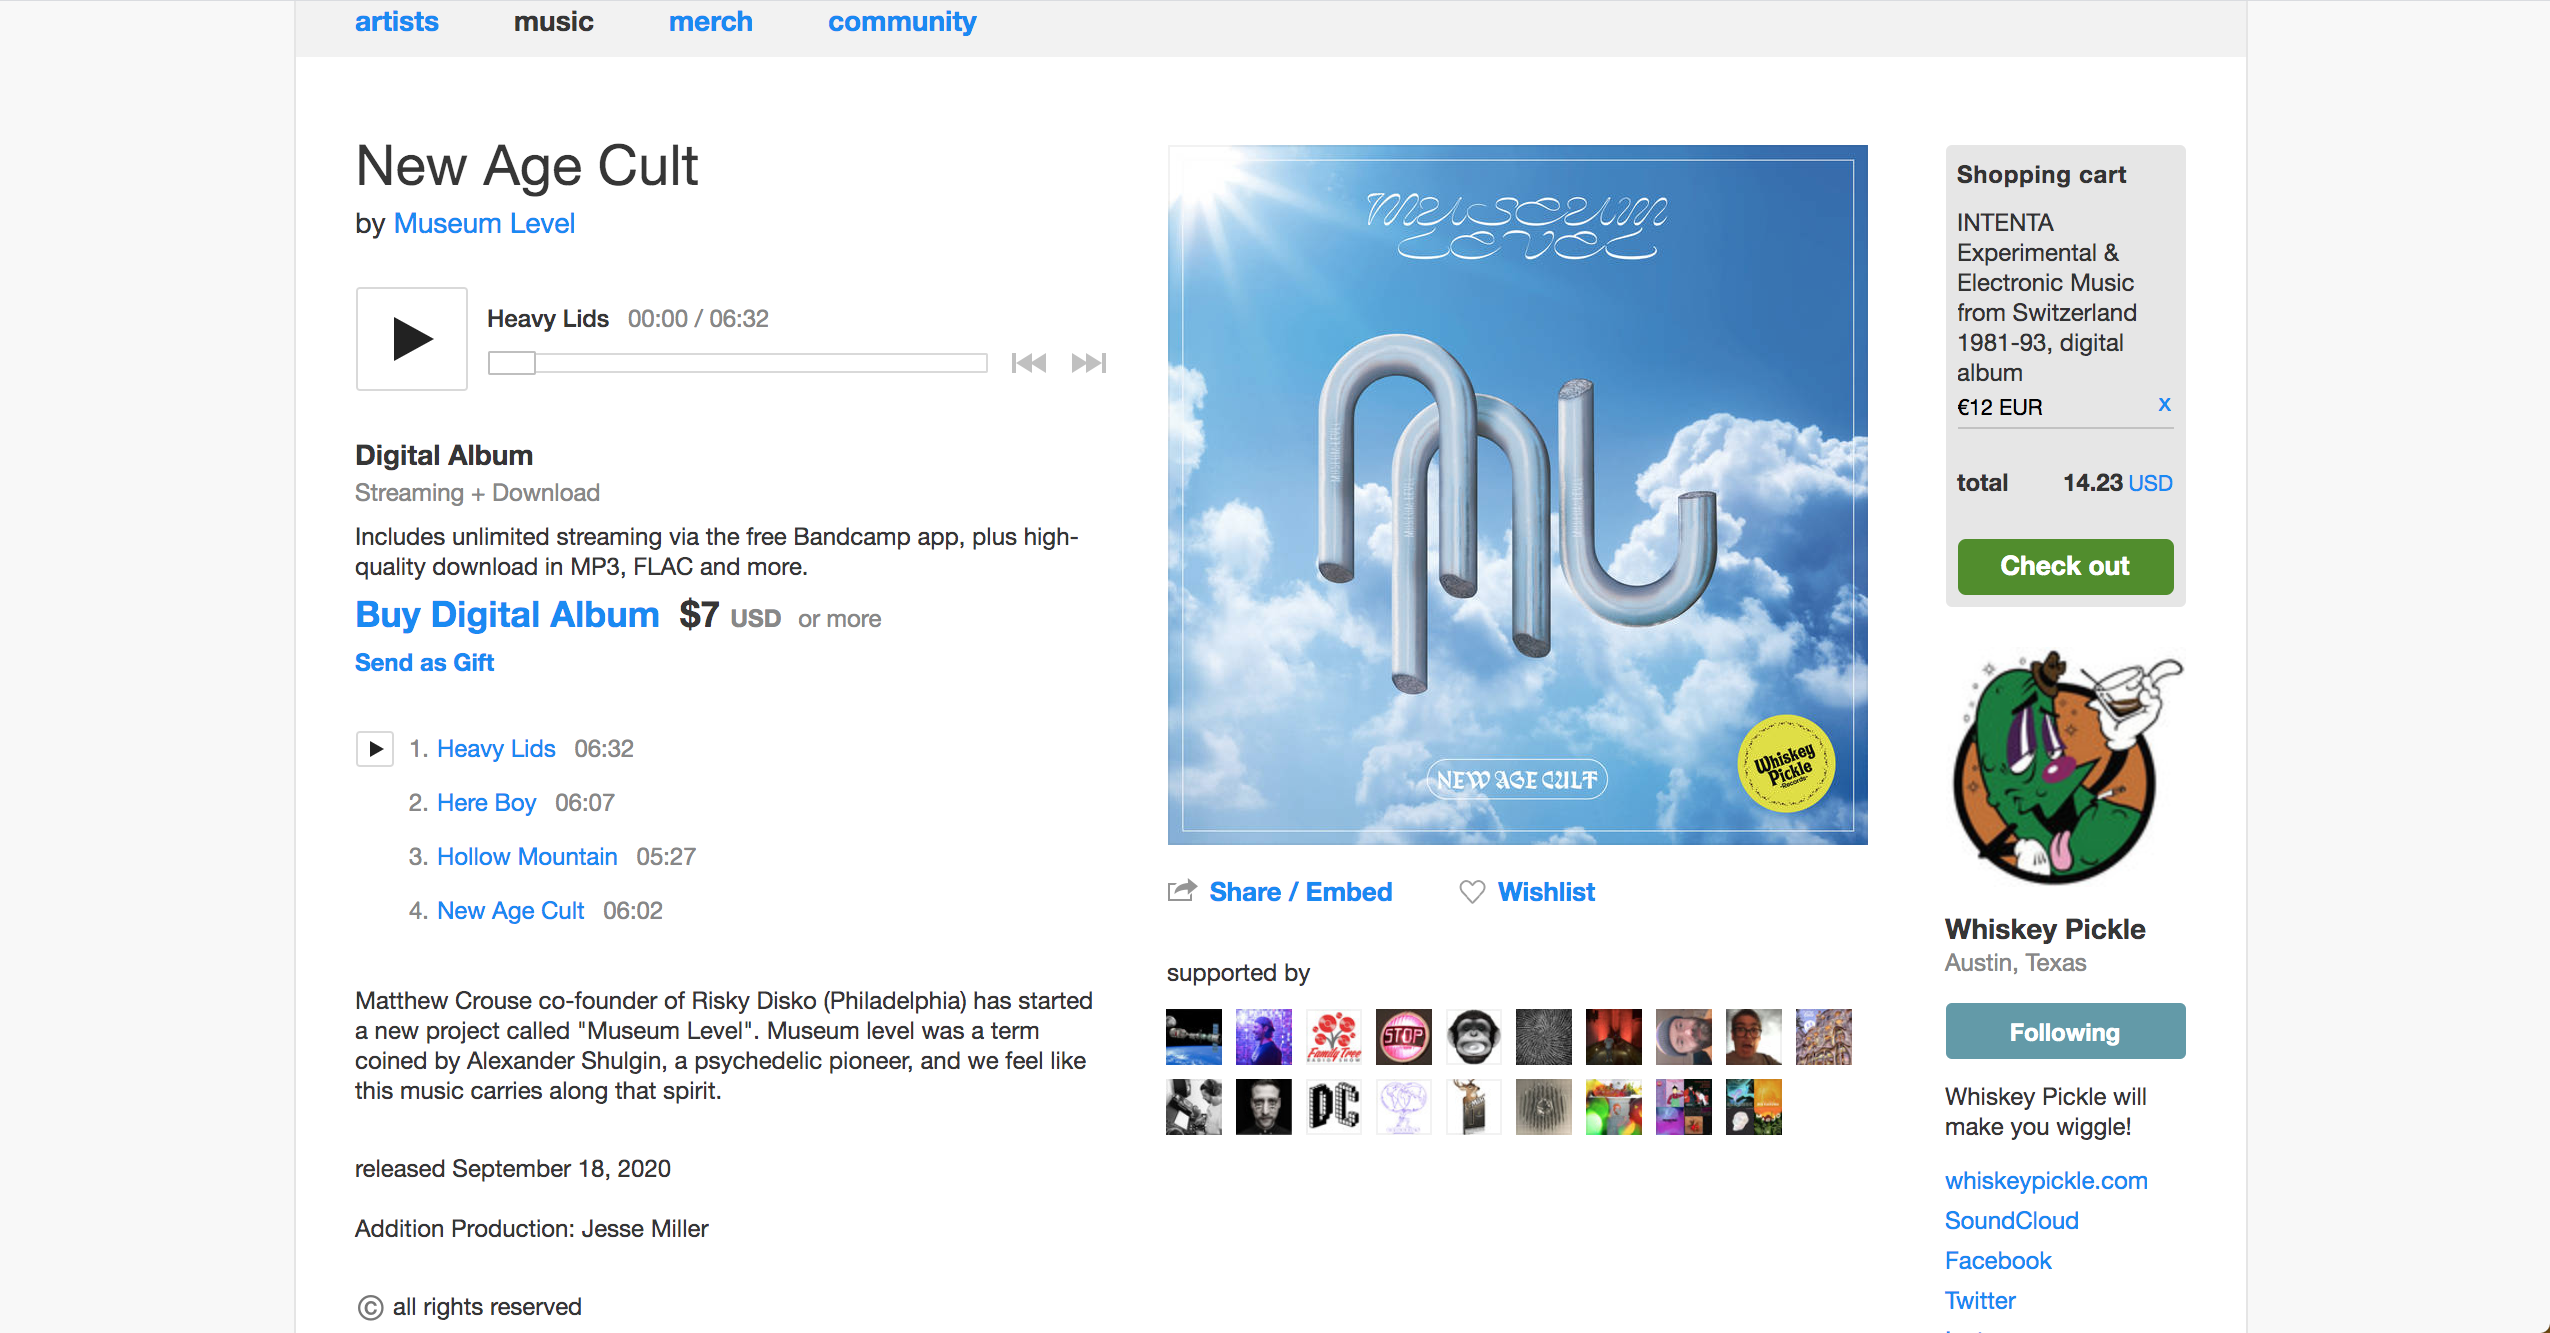 artists music merch community
New Age Cult
by Museum Level
Heavy Lids 00:00 / 06:32
Digital Album
Streaming + Download
Includes unlimited streaming via the free Bandcamp app, plus high-
quality download in MP3, FLAC and more.
Buy Digital Album $7 USD or more
Send as Gift
1. Heavy Lids 06:32
2. Here Boy 06:07
3. Hollow Mountain 05:27
4. New Age Cult 06:02
Matthew Crouse co-founder of Risky Disko (Philadelphia) has started
a new project called "Museum Level". Museum level was a term
coined by Alexander Shulgin, a psychedelic pioneer, and we feel like
this music carries along that spirit.
released September 18, 2020
Addition Production: Jesse Miller
© all rights reserved
MUSEUM
LEVEL
MUSEUM LEVEL
MUSEUM LEVEL
MUSEUM LEVEL
NEW AGE CULT
Whiskey
Pickle
-Records-
Share / Embed Wishlist
supported by
Family Tree
RADIO SHOW
STOP
DC
Shopping cart
INTENTA
Experimental &
Electronic Music
from Switzerland
1981-93, digital
album
€12 EUR X
total 14.23 USD
Check out
Whiskey Pickle
Austin, Texas
Following
Whiskey Pickle will
make you wiggle!
whiskeypickle.com
SoundCloud
Facebook
Twitter